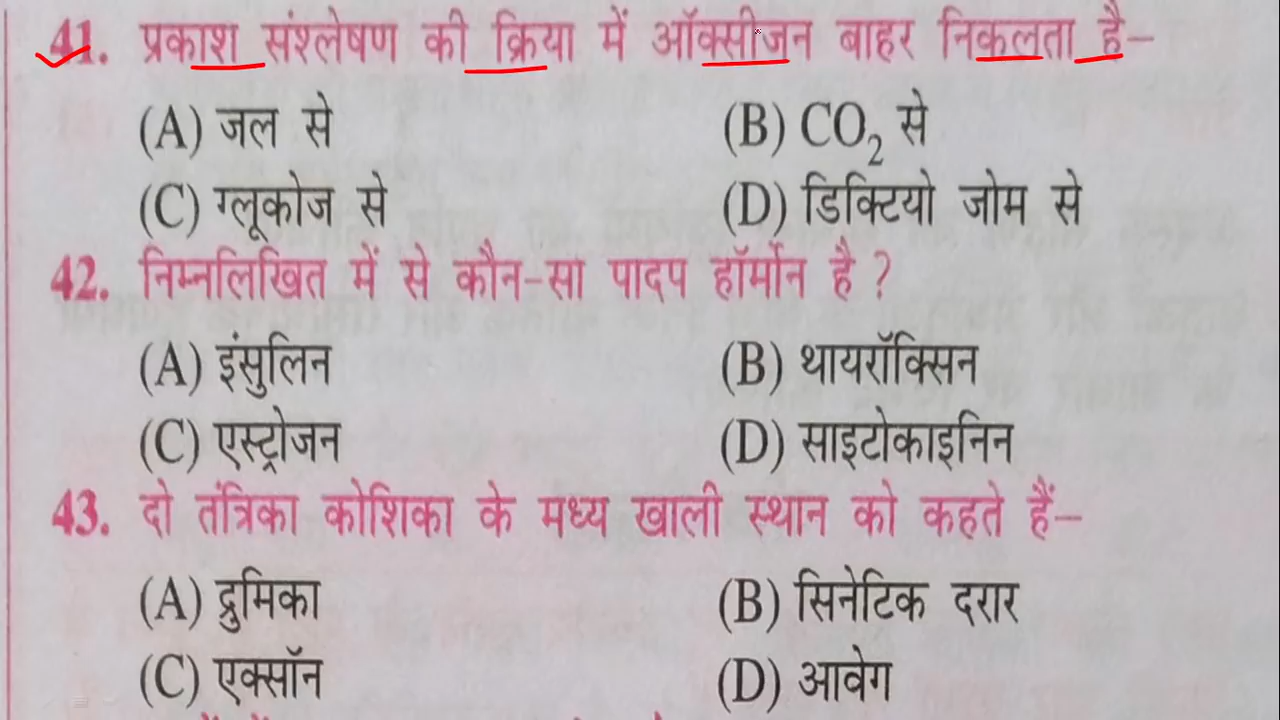 41. प्रकाश संश्लेषण की क्रिया में ऑक्सीजन बाहर निकलता है–
(A) जल से (B) CO₂ से
(C) ग्लूकोज से (D) डिक्टियो जोम से
42. निम्नलिखित में से कौन-सा पादप हॉर्मोन है ?
(A) इंसुलिन (B) थायरॉक्सिन
(C) एस्ट्रोजन (D) साइटोकाइनिन
43. दो तंत्रिका कोशिका के मध्य खाली स्थान को कहते हैं–
(A) द्रुमिका (B) सिनेटिक दरार
(C) एक्सॉन (D) आवेग